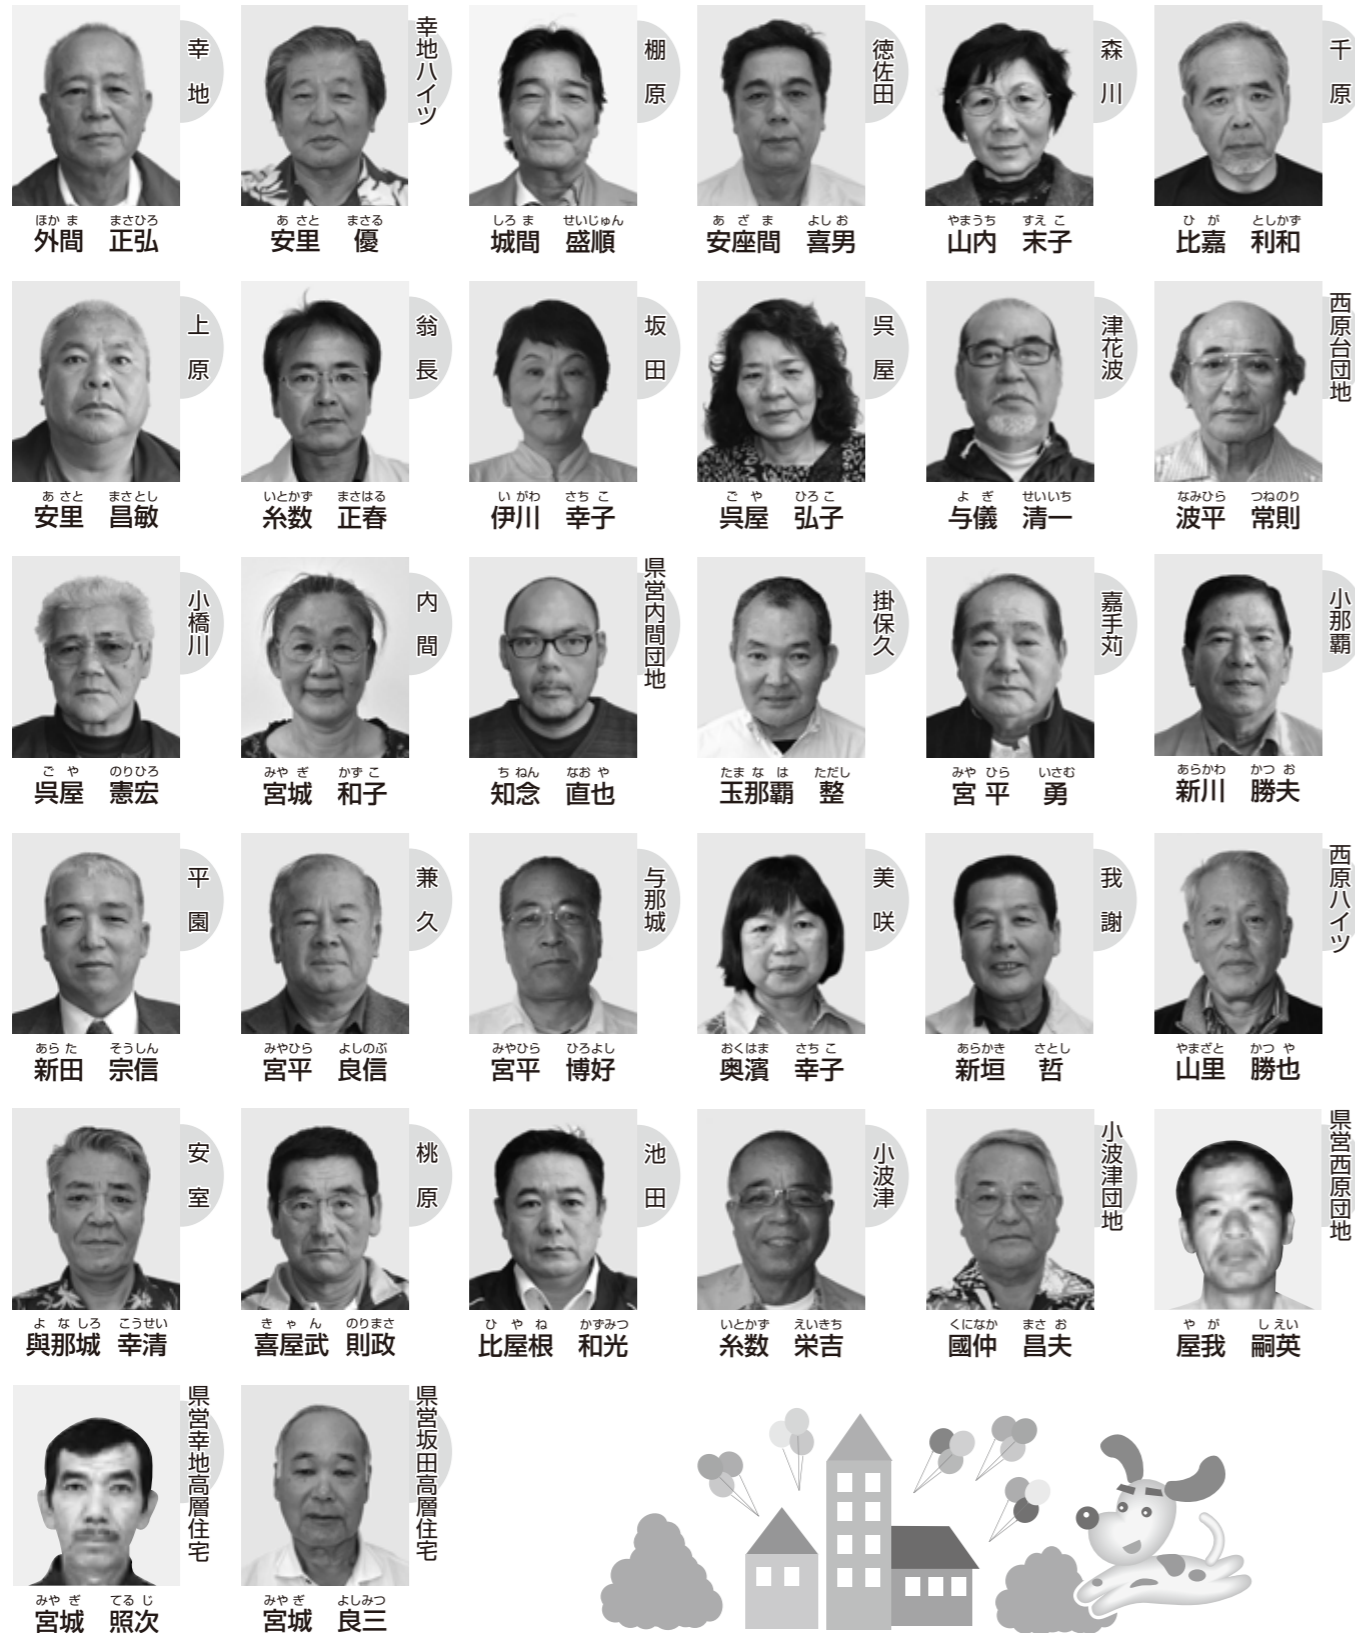 幸地
ほかま まさひろ
外間 正弘
幸地ハイツ
あさと まさる
安里 優
棚原
しろま せいじゅん
城間 盛順
徳佐田
あざま よしお
安座間 喜男
森川
やまうち すえこ
山内 末子
千原
ひが としかず
比嘉 利和
上原
あさと まさとし
安里 昌敏
翁長
いとかず まさはる
糸数 正春
坂田
いがわ さちこ
伊川 幸子
呉屋
ごや ひろこ
呉屋 弘子
津花波
よぎ せいいち
与儀 清一
西原台団地
なみひら つねのり
波平 常則
小橋川
ごや のりひろ
呉屋 憲宏
内間
みやぎ かずこ
宮城 和子
県営内間団地
ちねん なおや
知念 直也
掛保久
たまなは ただし
玉那覇 整
嘉手苅
みやひら いさむ
宮平 勇
小那覇
あらかわ かつお
新川 勝夫
平園
あらた そうしん
新田 宗信
兼久
みやひら よしのぶ
宮平 良信
与那城
みやひら ひろよし
宮平 博好
美咲
おくはま さちこ
奥濱 幸子
我謝
あらかき さとし
新垣 哲
西原ハイツ
やまざと かつや
山里 勝也
安室
よなしろ こうせい
與那城 幸清
桃原
きゃん のりまさ
喜屋武 則政
池田
ひやね かずみつ
比屋根 和光
小波津
いとかず えいきち
糸数 栄吉
小波津団地
くになか まさお
國仲 昌夫
県営西原団地
やが しえい
屋我 嗣英
県営幸地高層住宅
みやぎ てるじ
宮城 照次
県営坂田高層住宅
みやぎ よしみつ
宮城 良三